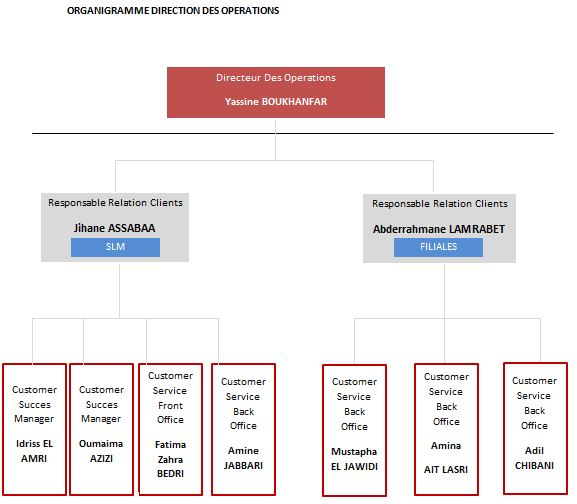 ORGANIGRAMME DIRECTION DES OPERATIONS
Directeur Des Operations
Yassine BOUKHANFAR
Responsable Relation Clients
Jihane ASSABAA
SLM
Responsable Relation Clients
Abderrahmane LAMRABET
FILIALES
Customer
Succes
Manager
Idriss EL
AMRI
Customer
Succes
Manager
Oumaima
AZIZI
Customer
Service
Front
Office
Fatima
Zahra
BEDRI
Customer
Service
Back
Office
Amine
JABBARI
Customer
Service
Back
Office
Mustapha
EL JAWIDI
Customer
Service
Back
Office
Amina
AIT LASRI
Customer
Service
Back
Office
Adil
CHIBANI